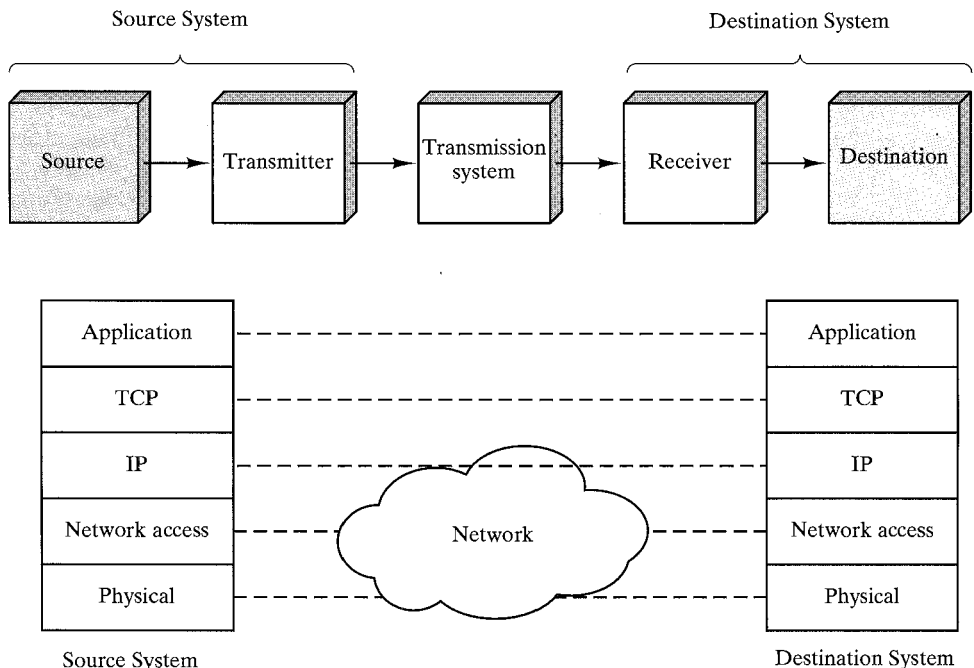 Source System
Destination System
Source
Transmitter
Transmission
system
Receiver
Destination
Application
Application
TCP
TCP
IP
IP
Network access
Network
Network access
Physical
Physical
Source System
Destination System